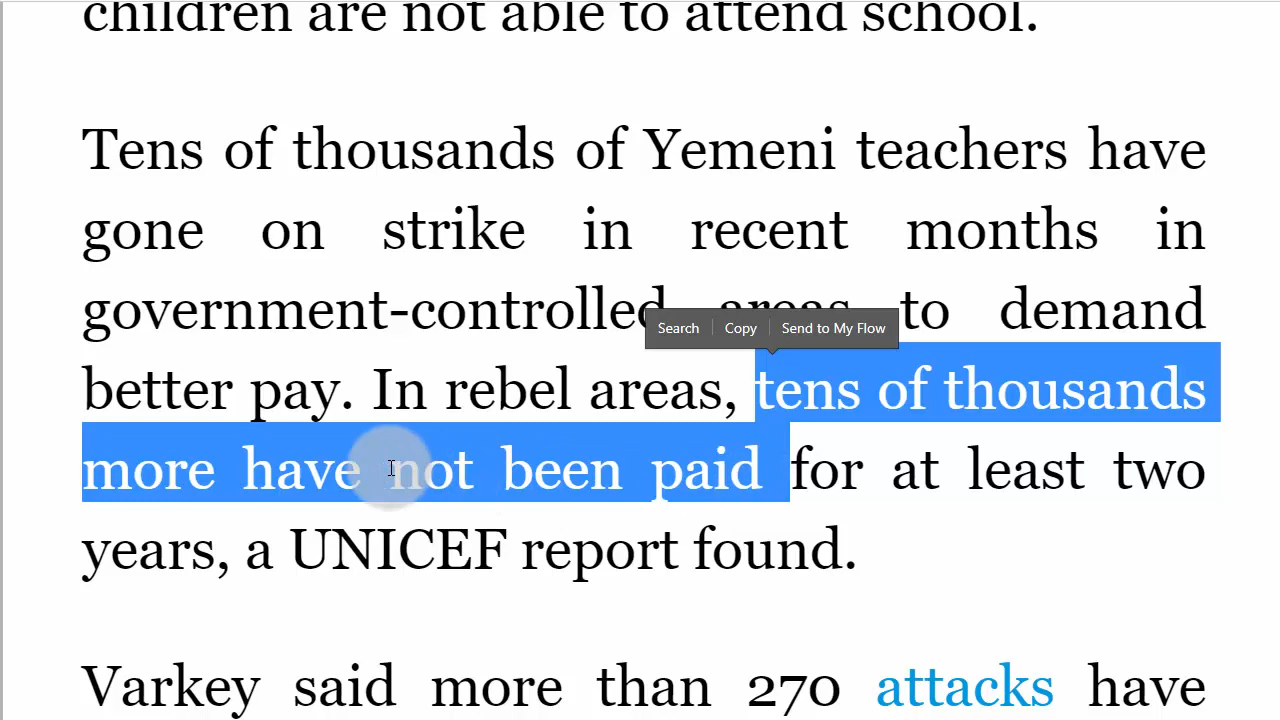 children are not able to attend school.
Tens of thousands of Yemeni teachers have
gone on strike in recent months in
government-controlled areas to demand
Search Copy Send to My Flow
better pay. In rebel areas, tens of thousands
more have not been paid for at least two
years, a UNICEF report found.
Varkey said more than 270 attacks have